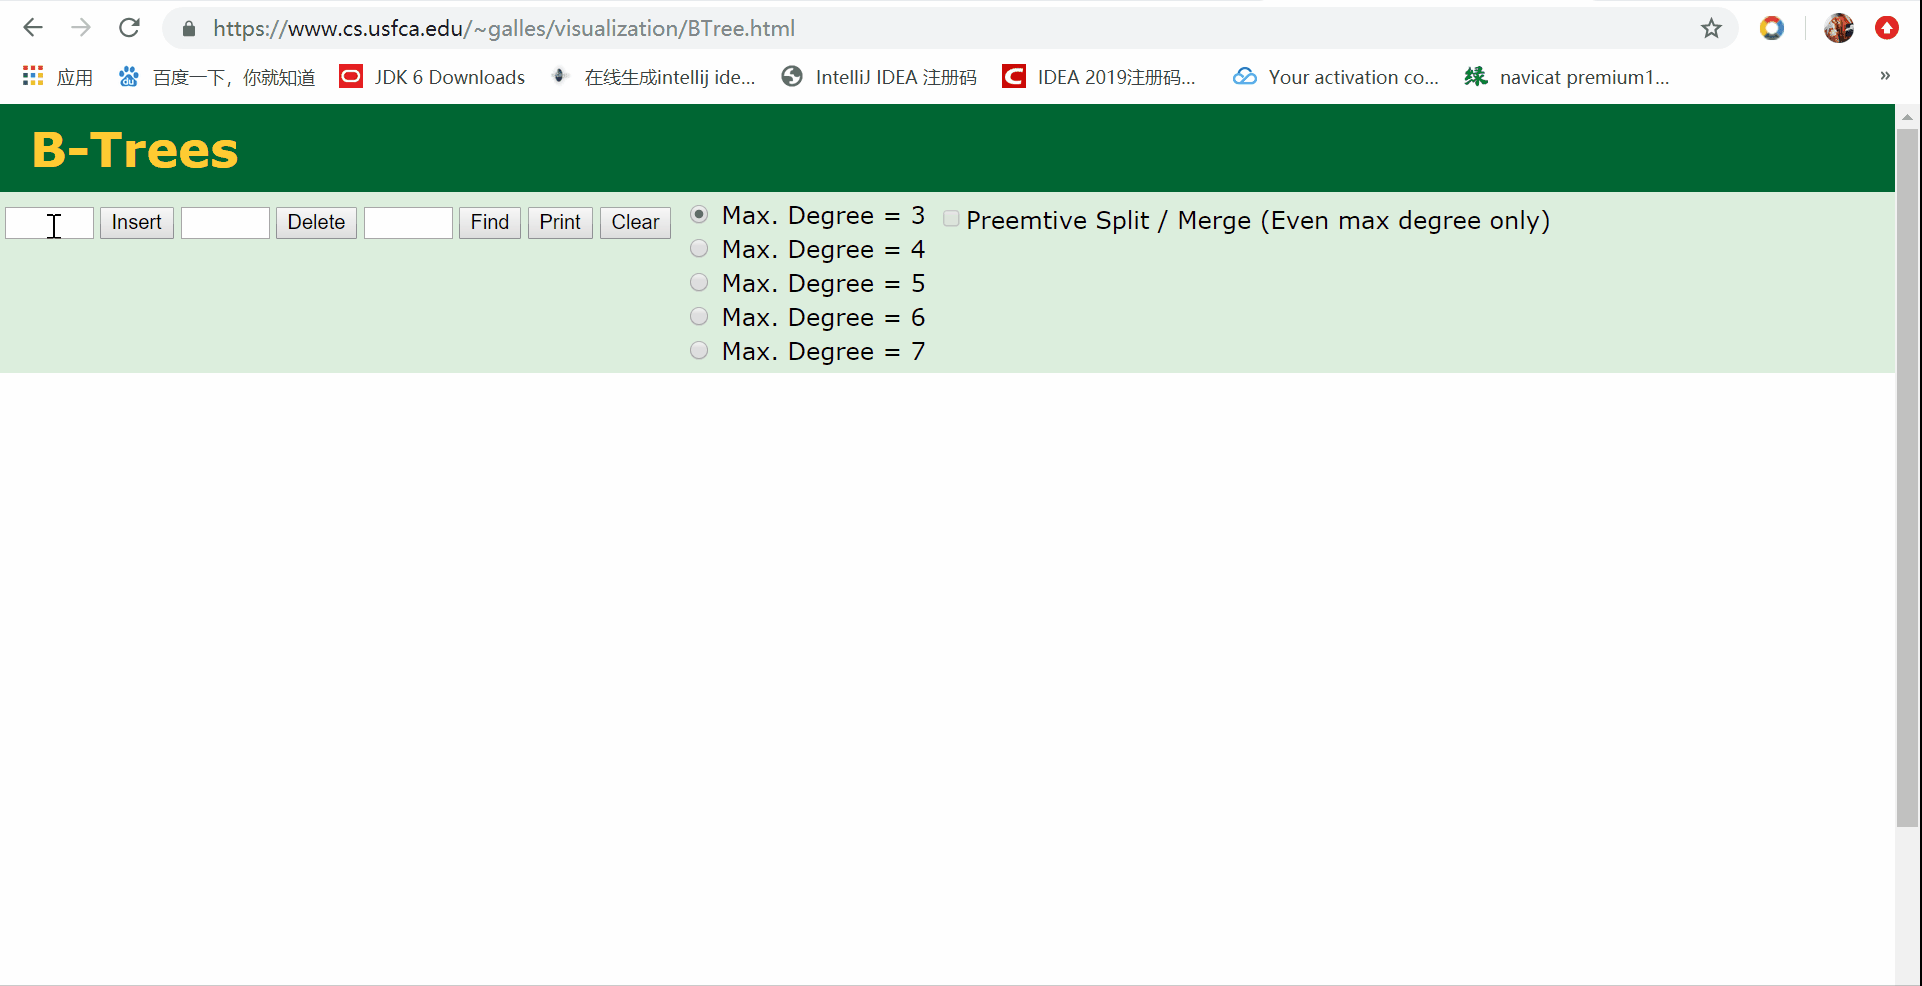 https://www.cs.usfca.edu/~galles/visualization/BTree.html
应用 百度一下，你就知道 JDK 6 Downloads 在线生成intellij ide... IntelliJ IDEA 注册码 IDEA 2019注册码... Your activation co... 绿 navicat premium1... »
B-Trees
Insert Delete Find Print Clear Max. Degree = 3 Preemtive Split / Merge (Even max degree only)
Max. Degree = 4
Max. Degree = 5
Max. Degree = 6
Max. Degree = 7